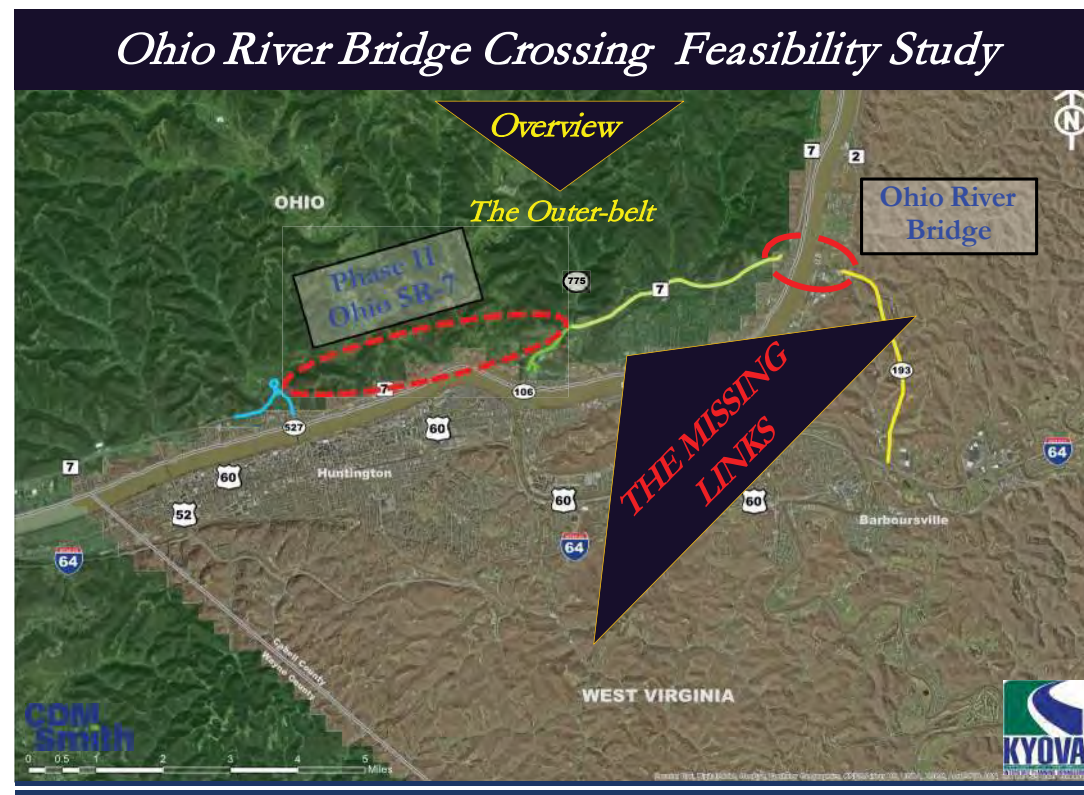 Ohio River Bridge Crossing Feasibility Study
Overview
The Outer-belt
N
7
2
OHIO
Ohio River
Bridge
Phase II
Ohio SR-7
775
7
193
7
106
527
60
THE MISSING
LINKS
7
Huntington
60
64
52
60
60
64
Barboursville
64
Cabell County
Wayne County
WEST VIRGINIA
CDM
Smith
0 0.5 1 2 3 4 5
Miles
KYOVA